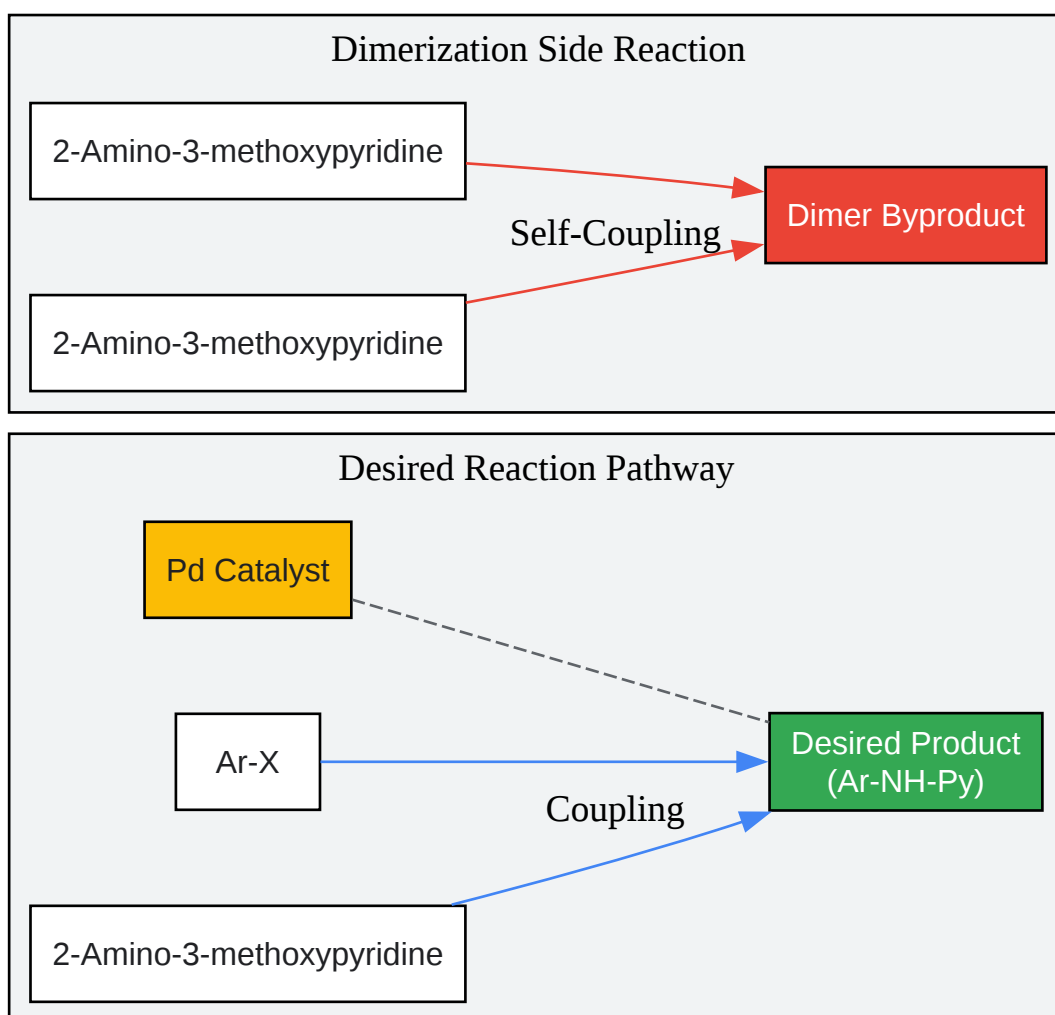 Dimerization Side Reaction
2-Amino-3-methoxypyridine
Dimer Byproduct
Self-Coupling
2-Amino-3-methoxypyridine
Desired Reaction Pathway
Pd Catalyst
Ar-X
Desired Product
(Ar-NH-Py)
Coupling
2-Amino-3-methoxypyridine